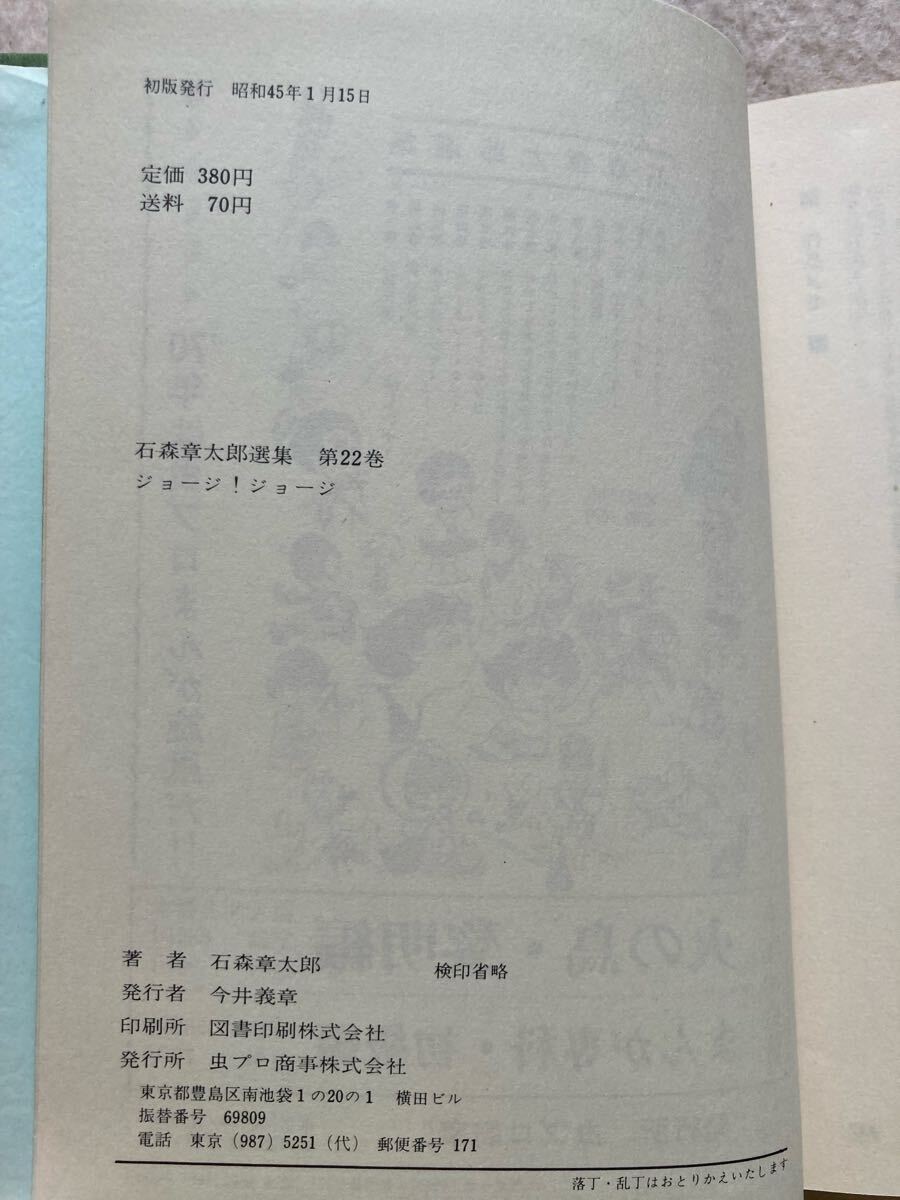 初版発行 昭和45年1月15日
定価 380円
送料 70円
石森章太郎選集 第22巻
ジョージ！ジョージ
著者 石森章太郎 検印省略
発行者 今井義章
印刷所 図書印刷株式会社
発行所 虫プロ商事株式会社
東京都豊島区南池袋1の20の1 横田ビル
振替番号 69809
電話 東京(987)5251(代) 郵便番号 171
落丁・乱丁はおとりかえいたします